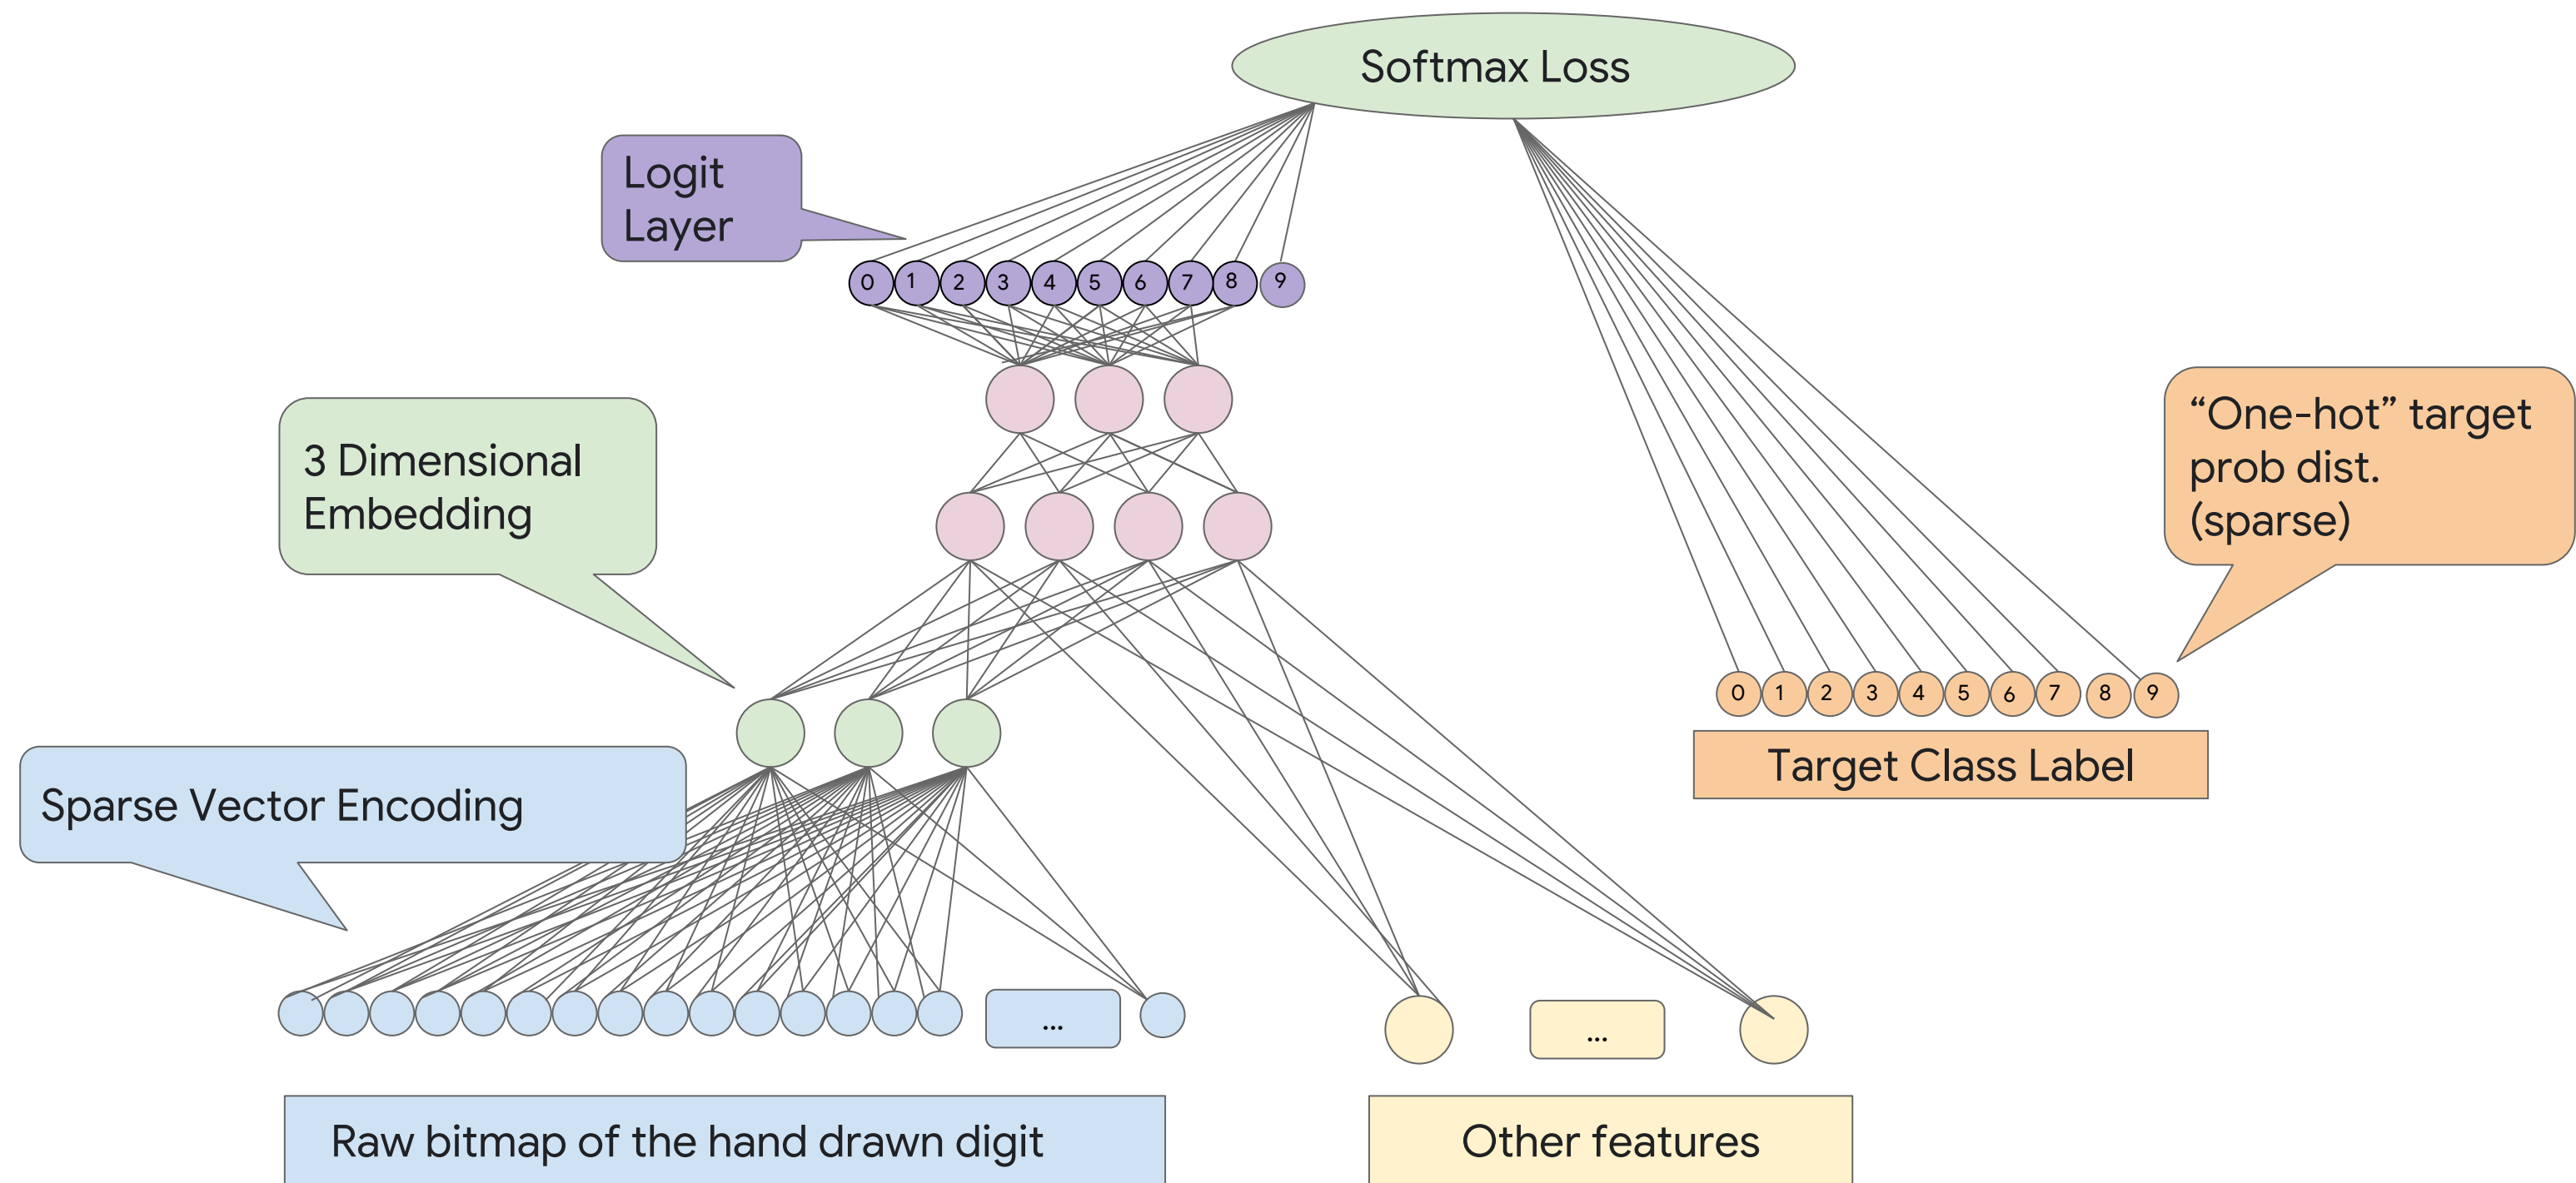 Softmax Loss
Logit
Layer
0 1 2 3 4 5 6 7 8 9
“One-hot” target
prob dist.
(sparse)
3 Dimensional
Embedding
0 1 2 3 4 5 6 7 8 9
Target Class Label
Sparse Vector Encoding
...
...
Raw bitmap of the hand drawn digit
Other features